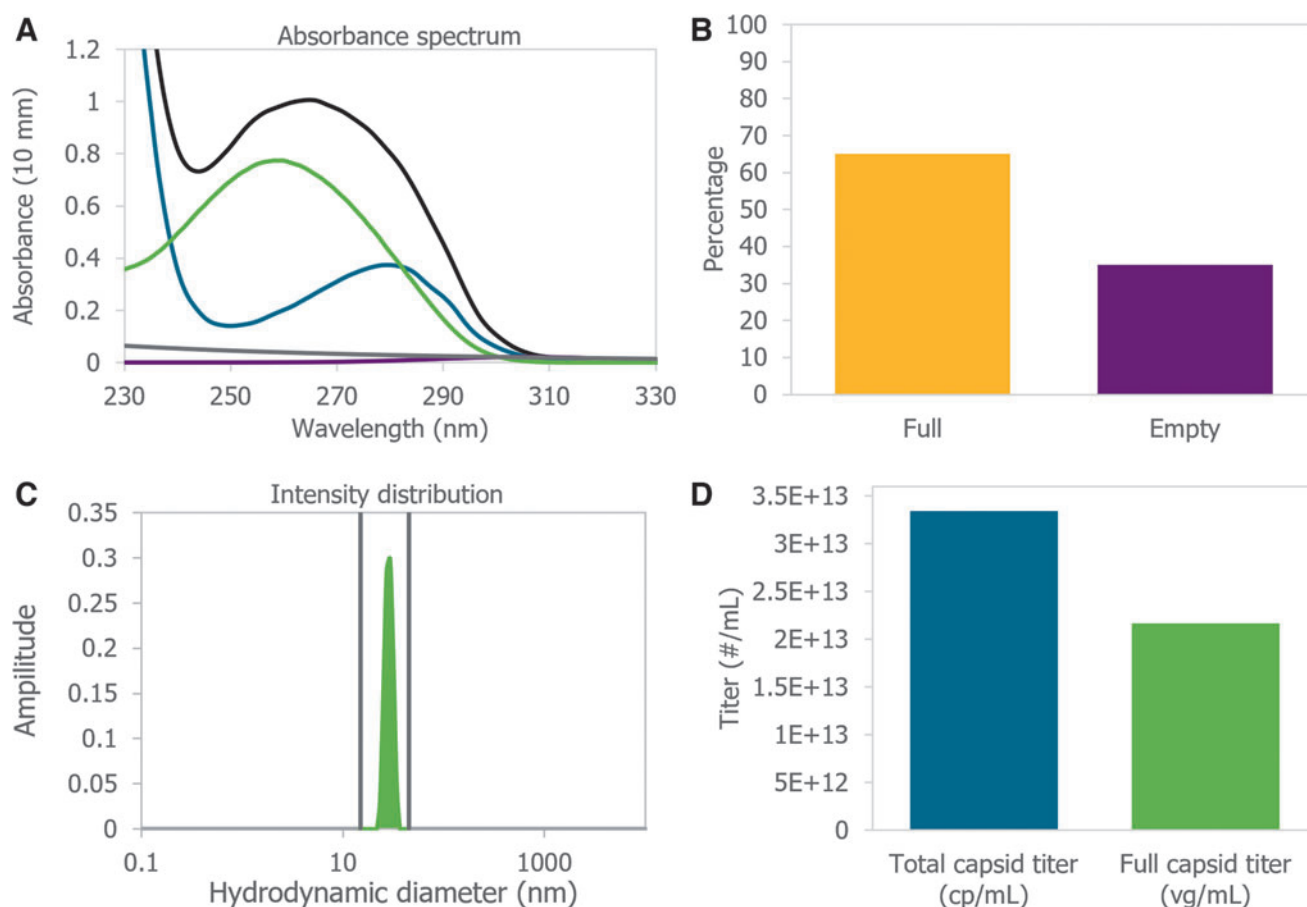 A
Absorbance spectrum
Absorbance (10 mm)
1.2
1
0.8
0.6
0.4
0.2
0
230 250 270 290 310 330
Wavelength (nm)
B
Percentage
100
90
80
70
60
50
40
30
20
10
0
Full Empty
C
Intensity distribution
Ampilitude
0.35
0.3
0.25
0.2
0.15
0.1
0.05
0
0.1 10 1000
Hydrodynamic diameter (nm)
D
Titer (#/mL)
3.5E+13
3E+13
2.5E+13
2E+13
1.5E+13
1E+13
5E+12
0
Total capsid titer Full capsid titer
(cp/mL) (vg/mL)